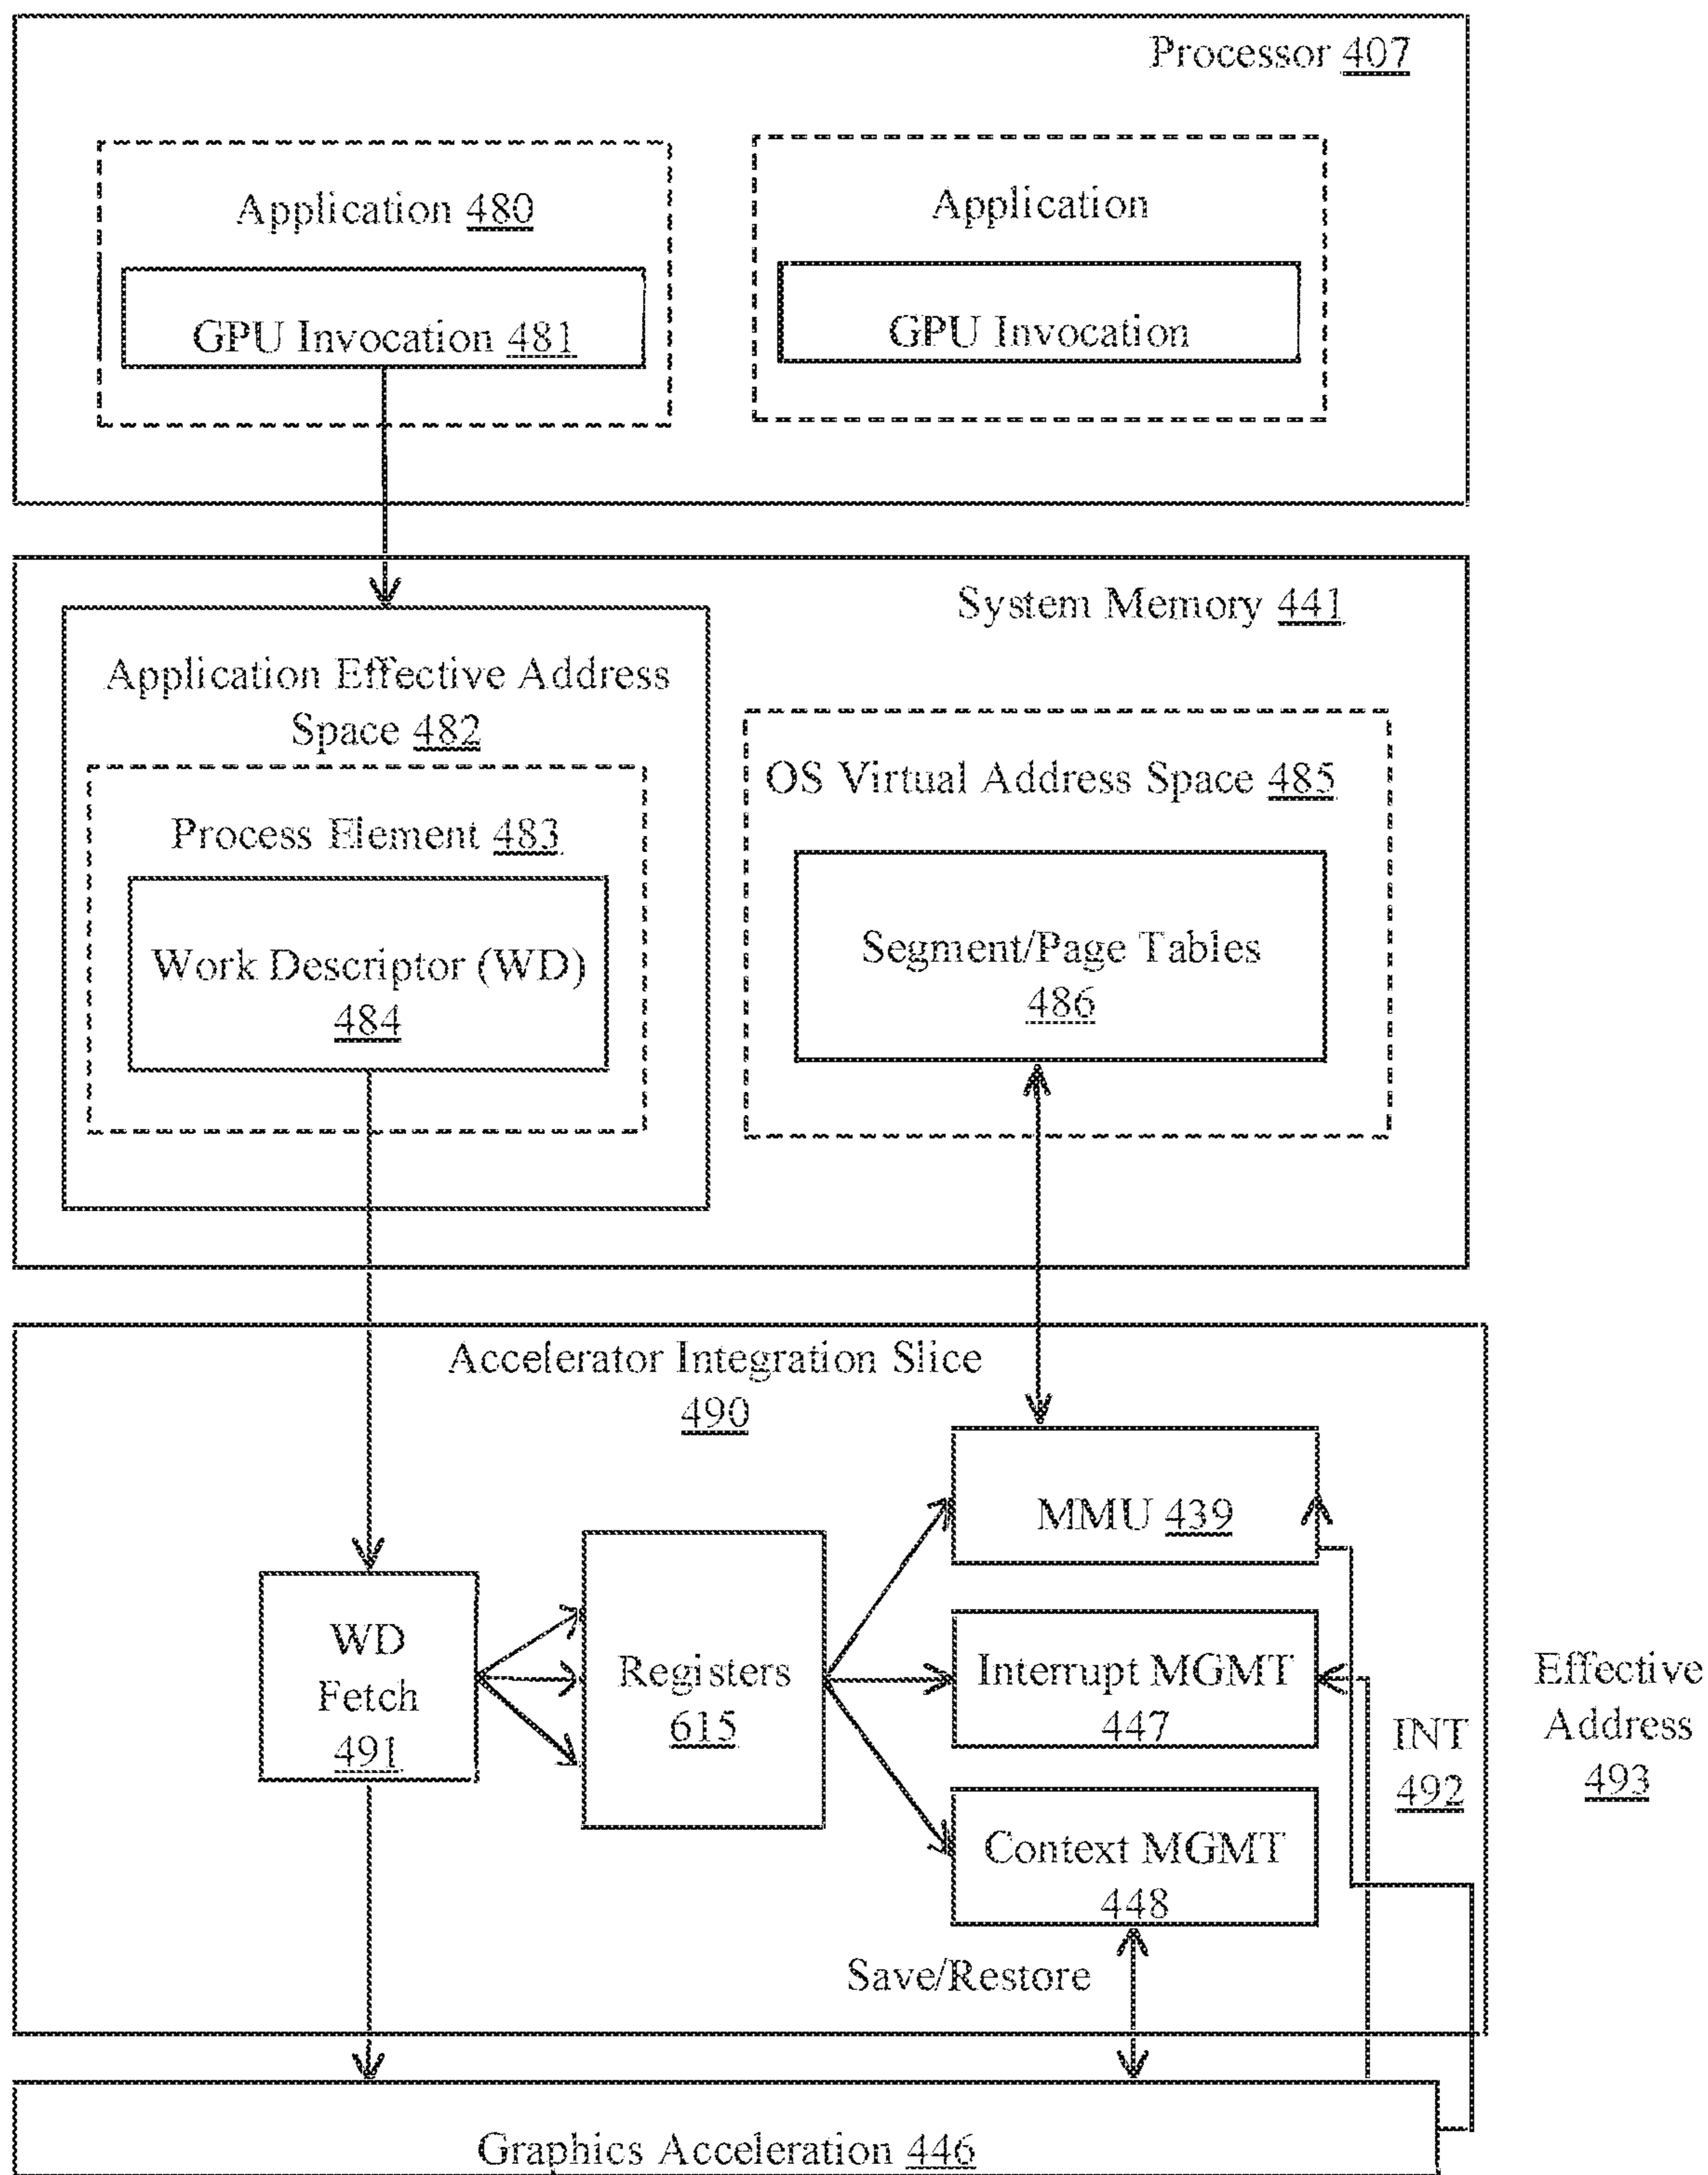 Processor 407
Application 480
GPU Invocation 481
Application
GPU Invocation
System Memory 441
Application Effective Address
Space 482
Process Element 483
Work Descriptor (WD)
484
OS Virtual Address Space 485
Segment/Page Tables
486
Accelerator Integration Slice
490
MMU 439
WD
Fetch
491
Registers
615
Interrupt MGMT
447
Context MGMT
448
INT
492
Effective
Address
493
Save/Restore
Graphics Acceleration 446